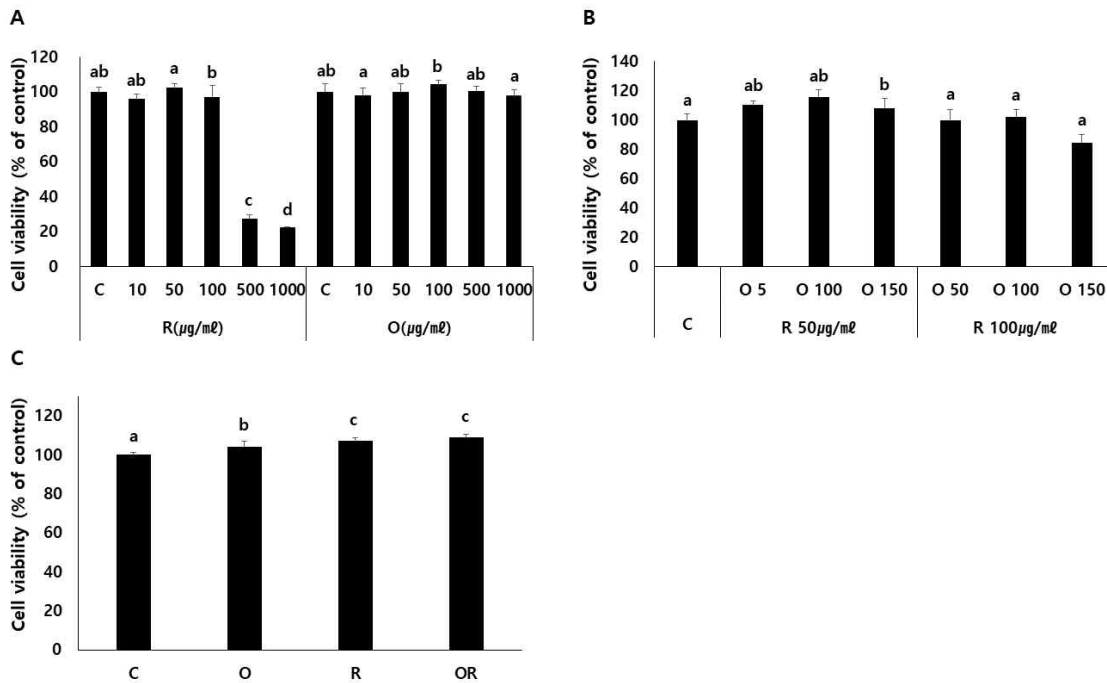 A
Cell viability (% of control)
120
100
80
60
40
20
0
ab ab a b c d ab a ab b a a
C 10 50 100 500 1000 C 10 50 100 500 1000
R(μg/㎖) O(μg/㎖)
B
Cell viability (% of control)
140
120
100
80
60
40
20
0
a ab ab b a a a
O 5 O 100 O 150 O 50 O 100 O 150
C R 50μg/㎖ R 100μg/㎖
C
Cell viability (% of control)
120
100
80
60
40
20
0
a b c c
C O R OR